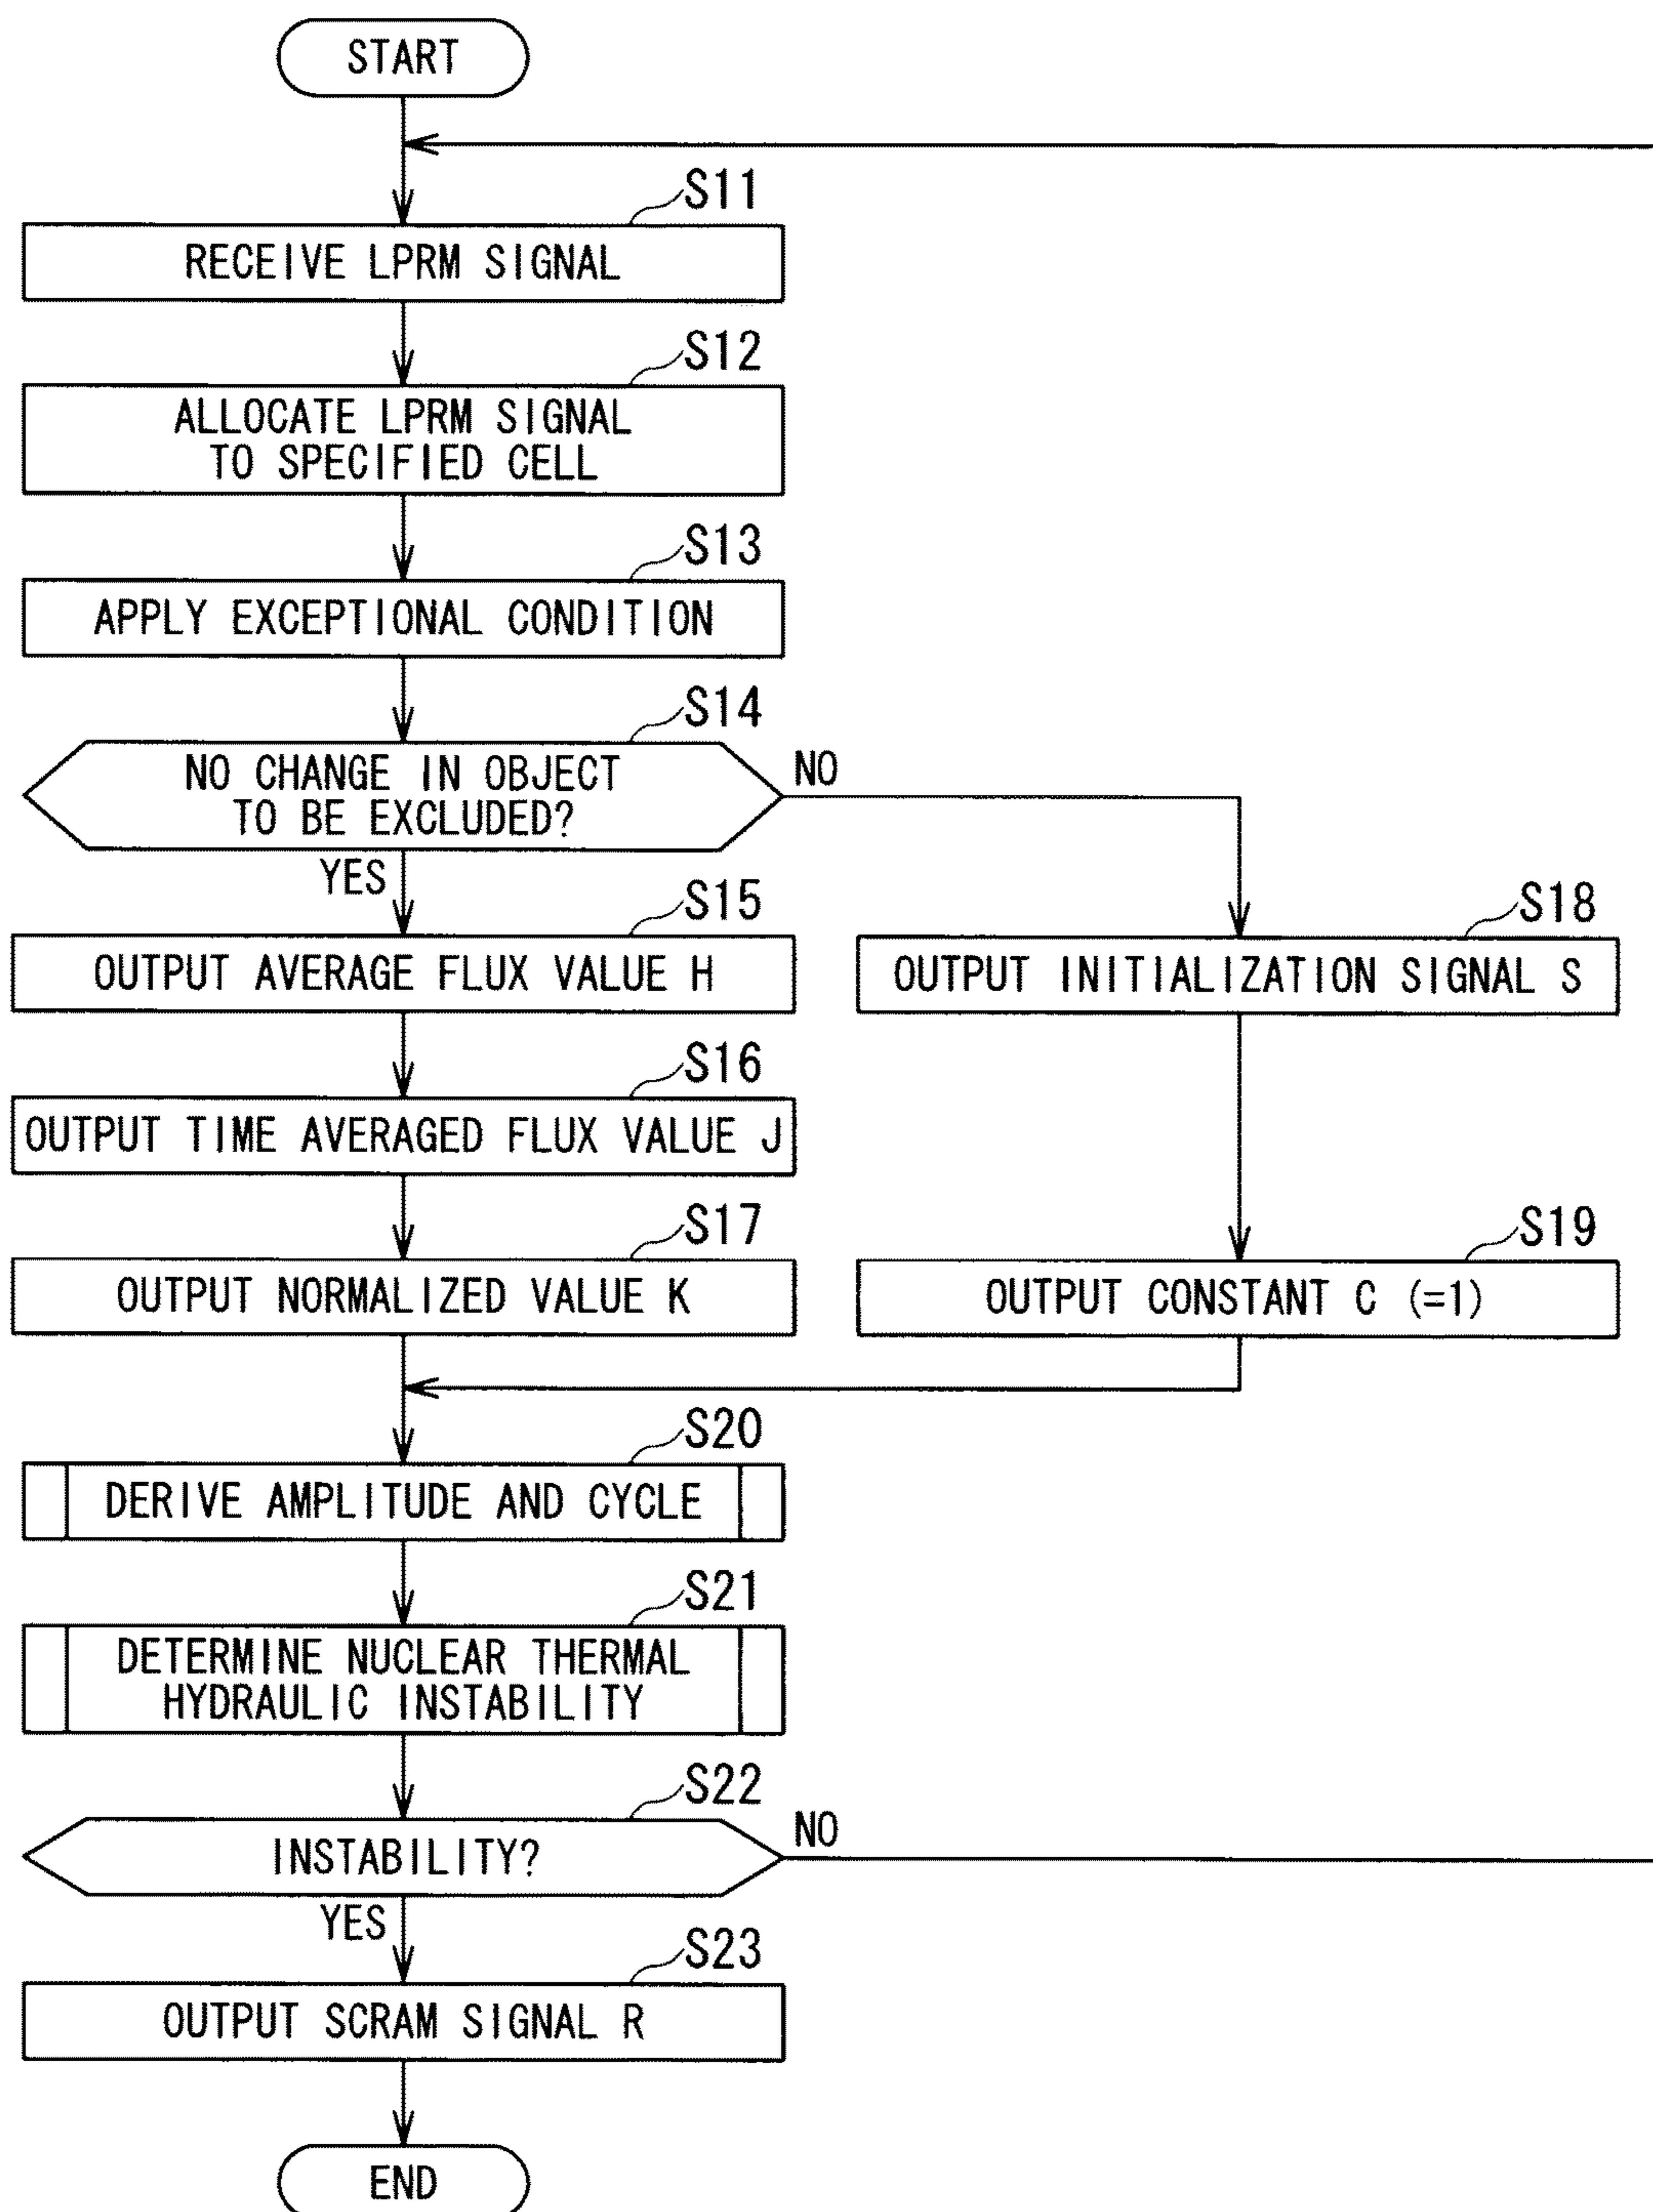 START
S11
RECEIVE LPRM SIGNAL
S12
ALLOCATE LPRM SIGNAL
TO SPECIFIED CELL
S13
APPLY EXCEPTIONAL CONDITION
S14
NO CHANGE IN OBJECT
TO BE EXCLUDED?
NO
YES
S15
OUTPUT AVERAGE FLUX VALUE H
S18
OUTPUT INITIALIZATION SIGNAL S
S16
OUTPUT TIME AVERAGED FLUX VALUE J
S17
OUTPUT NORMALIZED VALUE K
S19
OUTPUT CONSTANT C (=1)
S20
DERIVE AMPLITUDE AND CYCLE
S21
DETERMINE NUCLEAR THERMAL
HYDRAULIC INSTABILITY
S22
INSTABILITY?
NO
YES
S23
OUTPUT SCRAM SIGNAL R
END